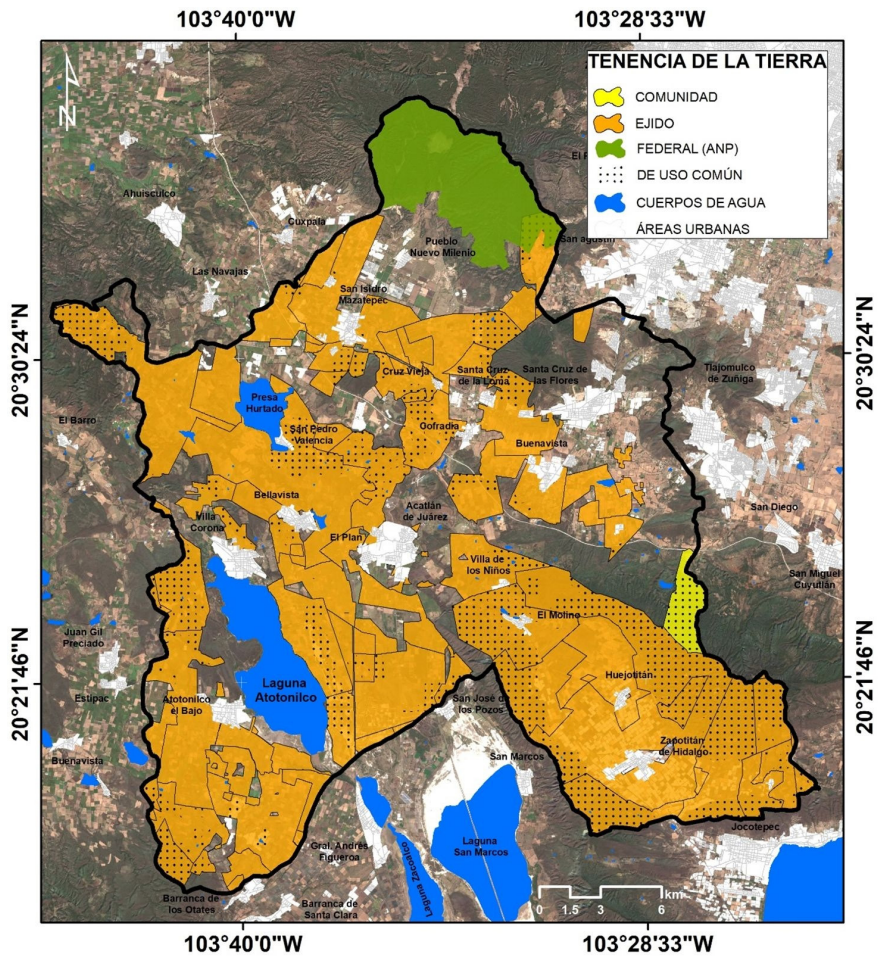 103°40'0"W
103°28'33"W
TENENCIA DE LA TIERRA
COMUNIDAD
EJIDO
FEDERAL (ANP)
DE USO COMÚN
CUERPOS DE AGUA
ÁREAS URBANAS
N
El
Ahuisculco
Cuxpala
Pueblo
Nuevo Milenio
San agustin
Las Navajas
San Isidro
Mazatepec
20°30'24"N
20°30'24"N
Cruz Vieja
Santa Cruz
de la Loma
Santa Cruz de
las Flores
Tlajomulco
de Zuñiga
Presa
Hurtado
El Barro
San Pedro
Valencia
Cofradia
Buenavista
Bellavista
Acatlán
de Juárez
San Diego
Villa
Corona
El Plan
Villa de
los Niños
San Miguel
Cuyutlán
El Molino
Juan Gil
Preciado
20°21'46"N
20°21'46"N
Laguna
Atotonilco
Huejotitán
Estipac
Atotonilco
el Bajo
San José d
los Pozos
Zapotitán
de Hidalgo
Buenavista
San Marcos
Jocotepec
Gral. Andrés
Figueroa
Laguna Zacoalco
Laguna
San Marcos
Barranca de
los Otates
Barranca de
Santa Clara
km
0 1.5 3 6
103°40'0"W
103°28'33"W